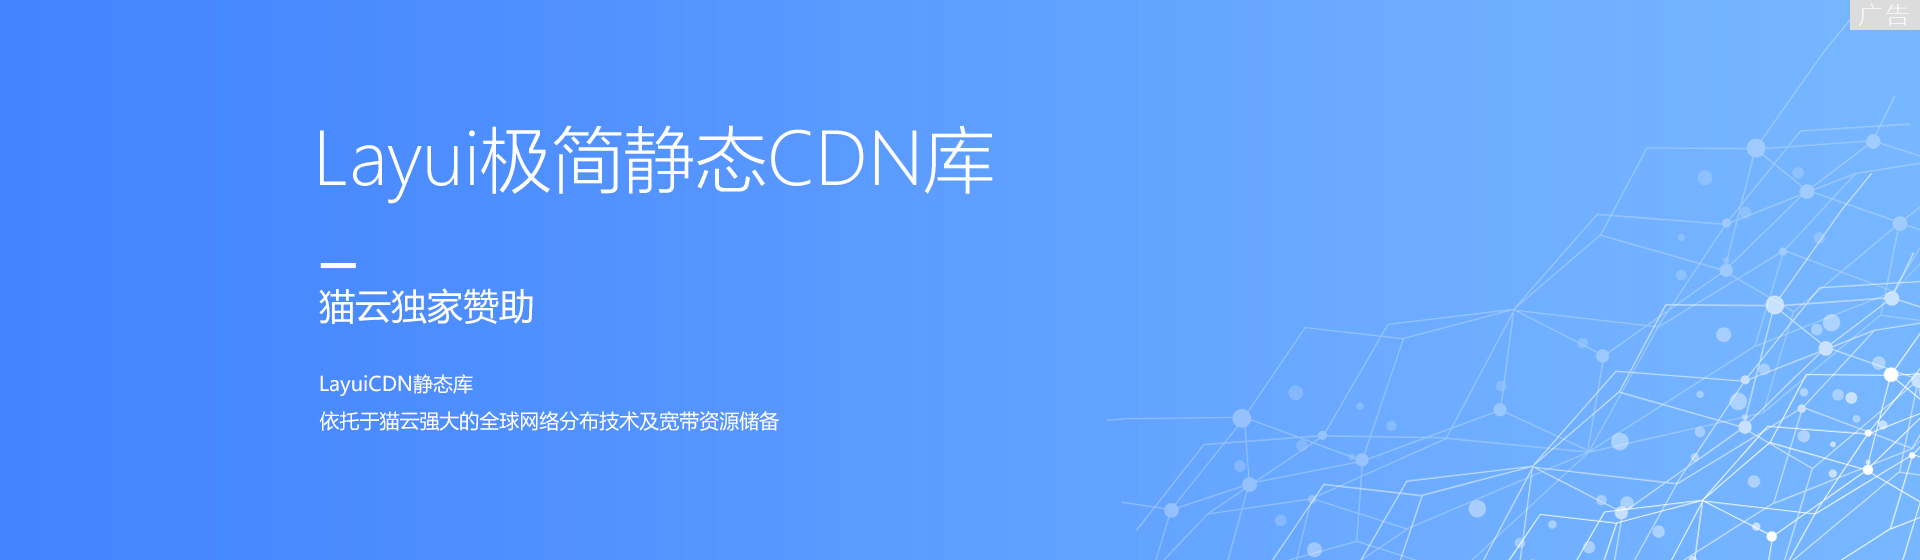 广告
Layui极简静态CDN库
猫云独家赞助
LayuiCDN静态库
依托于猫云强大的全球网络分布技术及宽带资源储备